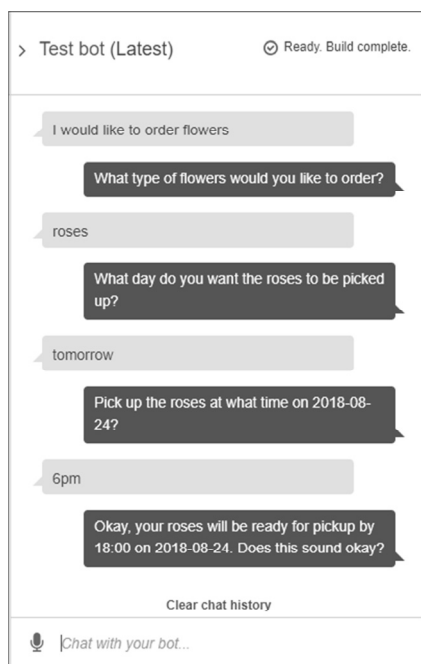 Test bot (Latest)
Ready. Build complete.
I would like to order flowers
What type of flowers would you like to order?
roses
What day do you want the roses to be picked
up?
tomorrow
Pick up the roses at what time on 2018-08-
24?
6pm
Okay, your roses will be ready for pickup by
18:00 on 2018-08-24. Does this sound okay?
Clear chat history
Chat with your bot...